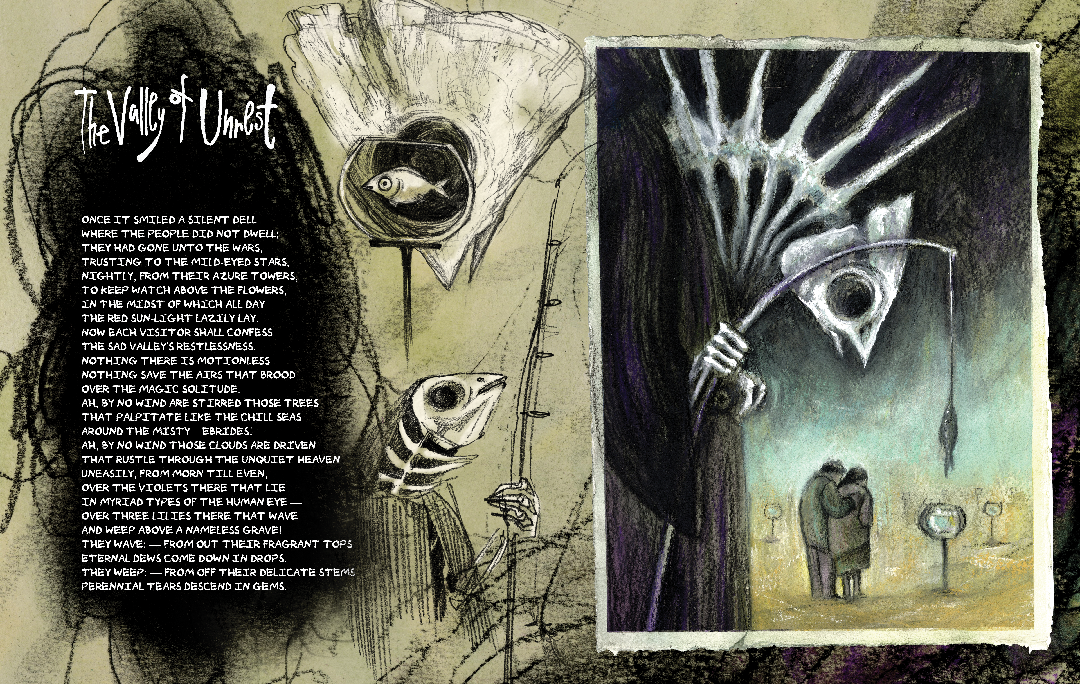 The Valley of Unrest
ONCE IT SMILED A SILENT DELL
WHERE THE PEOPLE DID NOT DWELL;
THEY HAD GONE UNTO THE WARS,
TRUSTING TO THE MILD-EYED STARS,
NIGHTLY, FROM THEIR AZURE TOWERS,
TO KEEP WATCH ABOVE THE FLOWERS,
IN THE MIDST OF WHICH ALL DAY
THE RED SUN-LIGHT LAZILY LAY.
NOW EACH VISITOR SHALL CONFESS
THE SAD VALLEY'S RESTLESSNESS.
NOTHING THERE IS MOTIONLESS
NOTHING SAVE THE AIRS THAT BROOD
OVER THE MAGIC SOLITUDE.
AH, BY NO WIND ARE STIRRED THOSE TREES
THAT PALPITATE LIKE THE CHILL SEAS
AROUND THE MISTY EBRIDES.
AH, BY NO WIND THOSE CLOUDS ARE DRIVEN
THAT RUSTLE THROUGH THE UNQUIET HEAVEN
UNEASILY, FROM MORN TILL EVEN,
OVER THE VIOLETS THERE THAT LIE
IN MYRIAD TYPES OF THE HUMAN EYE —
OVER THREE LILIES THERE THAT WAVE
AND WEEP ABOVE A NAMELESS GRAVE!
THEY WAVE: — FROM OUT THEIR FRAGRANT TOPS
ETERNAL DEWS COME DOWN IN DROPS.
THEY WEEP: — FROM OFF THEIR DELICATE STEMS
PERENNIAL TEARS DESCEND IN GEMS.